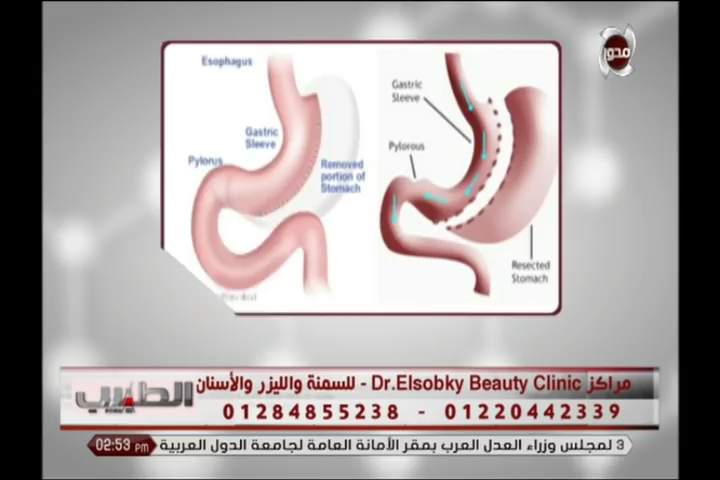 محور
Esophagus
Gastric
Sleeve
Pylorus
Removed
portion of
Stomach
Gastric
Sleeve
Pylorous
Resected
Stomach
مراكز Dr.Elsobky Beauty Clinic - للسمنة والليزر والأسنان
الطبيب
01284855238 - 01220442339
3 لمجلس وزراء العدل العرب بمقر الأمانة العامة لجامعة الدول العربية
02:53 PM